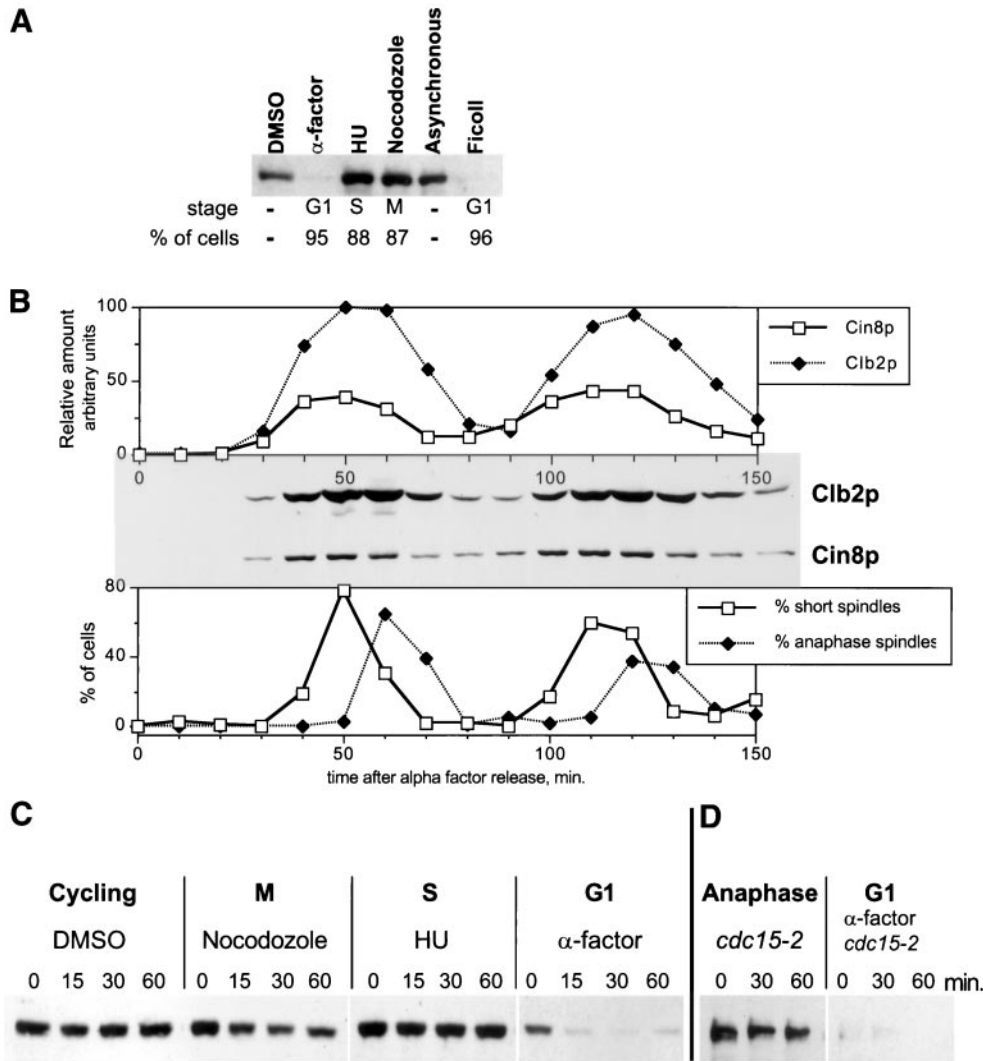 A
DMSO α-factor HU Nocodozole Asynchronous Ficoll
stage - G1 S M - G1
% of cells - 95 88 87 - 96
B
Relative amount
arbitrary units
100
50
0
0 50 100 150
Cin8p
Clb2p
Clb2p
Cin8p
% of cells
80
40
0
0 50 100 150
% short spindles
% anaphase spindles
time after alpha factor release, min.
C D
Cycling M S G1 Anaphase G1
DMSO Nocodozole HU α-factor cdc15-2 α-factor
cdc15-2
0 15 30 60 0 15 30 60 0 15 30 60 0 15 30 60 0 30 60 0 30 60 min.